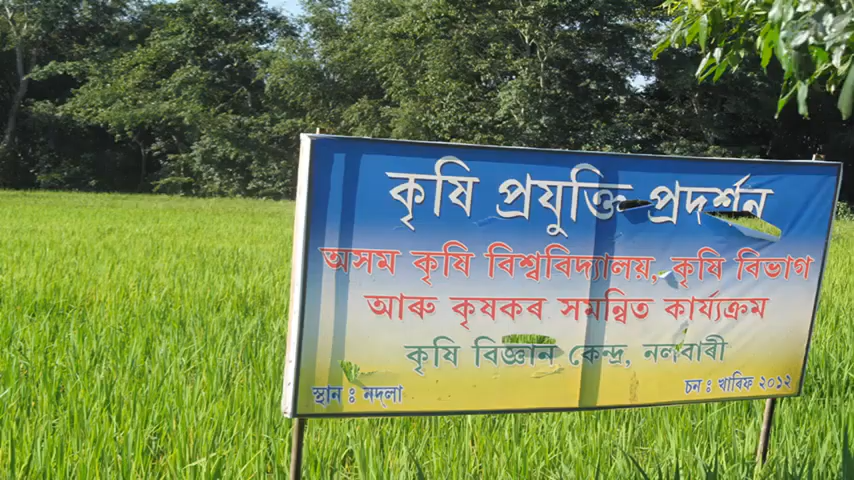 কৃষি প্ৰযুক্তি প্ৰদৰ্শন
অসম কৃষি বিশ্ববিদ্যালয়, কৃষি বিভাগ
আৰু কৃষকৰ সমন্বিত কাৰ্য্যক্ৰম
কৃষি বিজ্ঞান কেন্দ্ৰ, নলবাৰী
স্থান ঃ নদলা
চন ঃ খাৰিফ ২০১২